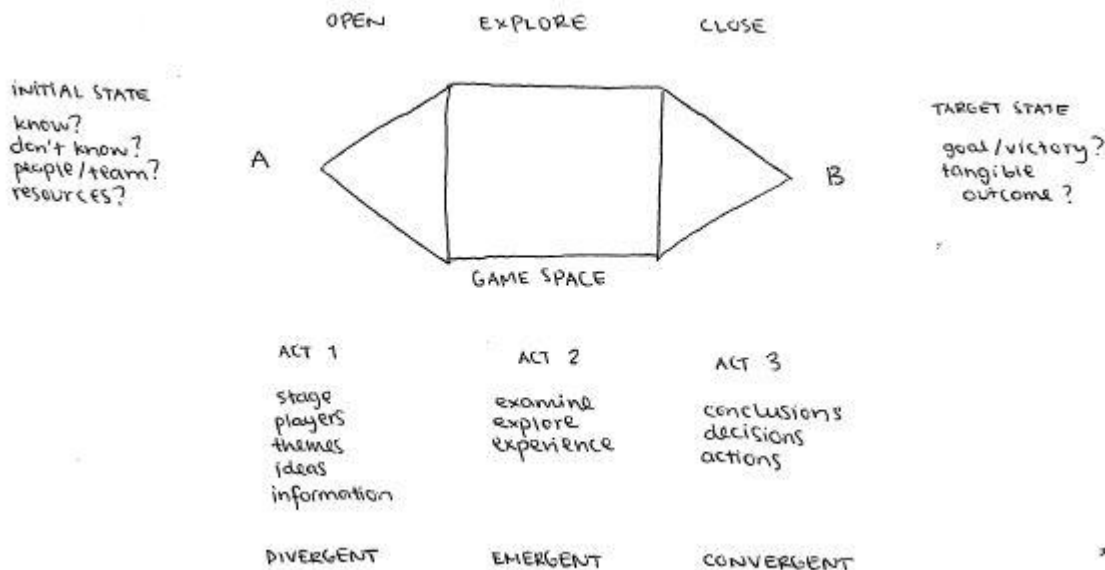 OPEN EXPLORE CLOSE
INITIAL STATE
know?
don't know?
people/team?
resources?
A
B
TARGET STATE
goal/victory?
tangible
outcome?
GAME SPACE
ACT 1
stage
players
themes
ideas
information
ACT 2
examine
explore
experience
ACT 3
conclusions
decisions
actions
DIVERGENT EMERGENT CONVERGENT